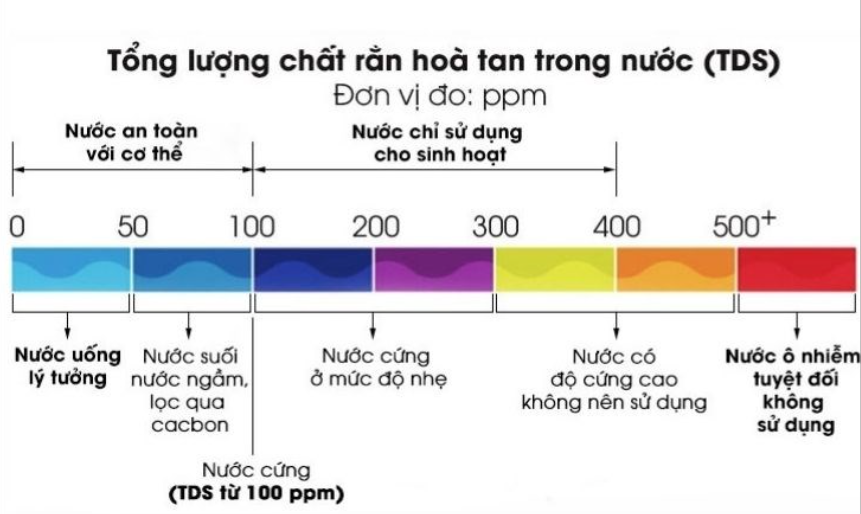 Tổng lượng chất rắn hoà tan trong nước (TDS)
Đơn vị đo: ppm
Nước an toàn
với cơ thể
Nước chỉ sử dụng
cho sinh hoạt
0 50 100 200 300 400 500+
Nước uống
lý tưởng
Nước suối
nước ngầm,
lọc qua
cacbon
Nước cứng
ở mức độ nhẹ
Nước có
độ cứng cao
không nên sử dụng
Nước ô nhiễm
tuyệt đối
không
sử dụng
Nước cứng
(TDS từ 100 ppm)